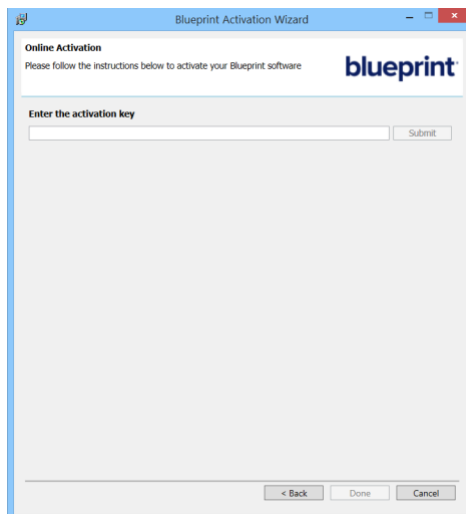 Blueprint Activation Wizard
Online Activation
Please follow the instructions below to activate your Blueprint software
blueprint
Enter the activation key
Submit
< Back
Done
Cancel